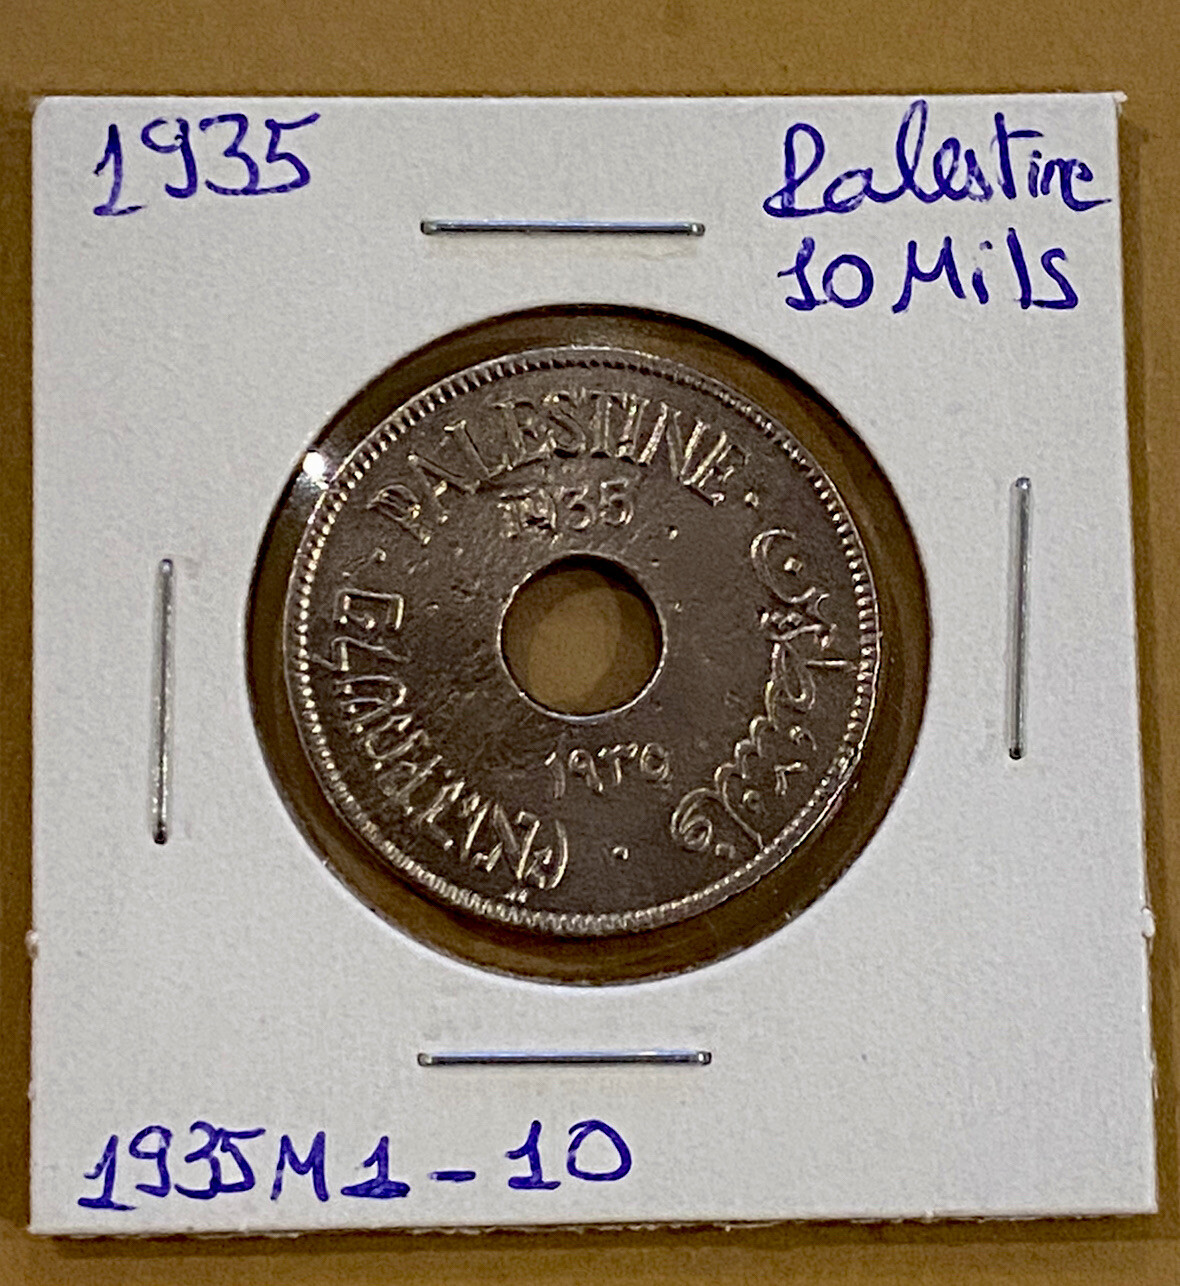 1935
Palestine
10 Mils
PALESTINE
1935
١٩٣٥
فلسطين
פלשתינה (א״י)
1935M1-10